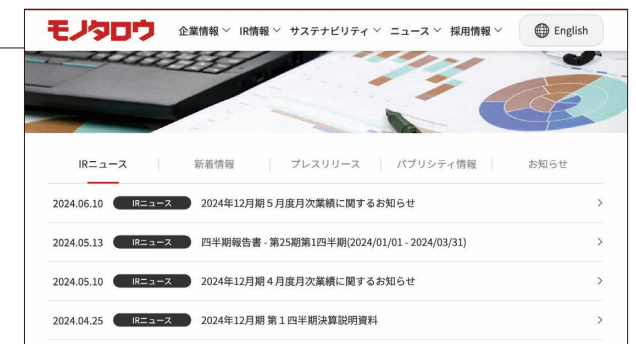 モノタロウ 企業情報 IR情報 サステナビリティ ニュース 採用情報 English
IRニュース 新着情報 プレスリリース パブリシティ情報 お知らせ
2024.06.10 IRニュース 2024年12月期５月度月次業績に関するお知らせ
2024.05.13 IRニュース 四半期報告書 - 第25期第1四半期(2024/01/01 - 2024/03/31)
2024.05.10 IRニュース 2024年12月期４月度月次業績に関するお知らせ
2024.04.25 IRニュース 2024年12月期 第１四半期決算説明資料